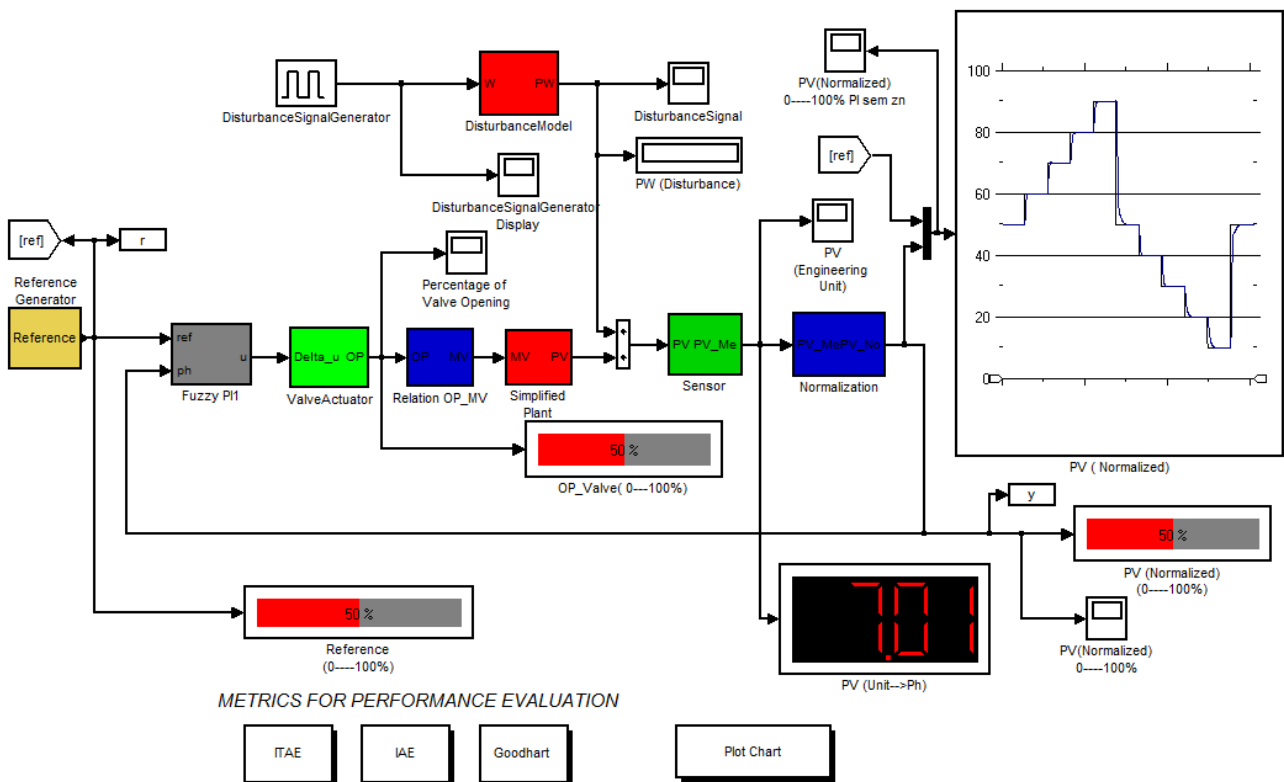 PV(Normalized)
0----100% PI sem zn
100
80
60
40
20
0
PV ( Normalized)
DisturbanceSignalGenerator
W
PW
DisturbanceModel
DisturbanceSignal
PW (Disturbance)
DisturbanceSignalGenerator
Display
[ref]
PV
(Engineering
Unit)
[ref]
r
Percentage of
Valve Opening
Reference
Generator
Reference
ref
ph
u
Fuzzy PI1
Delta_u
OP
ValveActuator
OP
MV
Relation OP_MV
MV
PV
Simplified
Plant
PV
PV_Me
Sensor
PV_MePV_No
Normalization
50 %
OP_Valve( 0---100%)
y
50 %
PV (Normalized)
(0----100%)
50 %
Reference
(0----100%)
7.01
PV (Unit-->Ph)
PV(Normalized)
0----100%
METRICS FOR PERFORMANCE EVALUATION
ITAE
IAE
Goodhart
Plot Chart